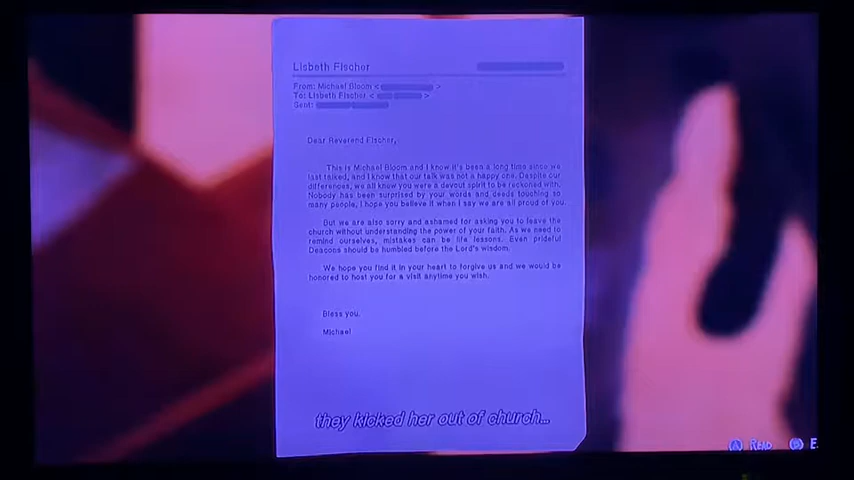 Lisbeth Fischer
From: Michael Bloom < >
To: Lisbeth Fischer < >
Sent:
Dear Reverend Fischer,
This is Michael Bloom and I know it's been a long time since we
last talked, and I know that our talk was not a happy one. Despite our
differences, we all knew you were a devout spirit to be reckoned with.
Nobody has been surprised by your words and deeds touching so
many people, I hope you believe it when I say we are all proud of you.
But we are also sorry and ashamed for asking you to leave the
church without understanding the power of your faith. As we need to
remind ourselves, mistakes can be life lessons. Even prideful
Deacons should be humbled before the Lord's wisdom.
We hope you find it in your heart to forgive us and we would be
honored to host you for a visit anytime you wish.
Bless you,
Michael
they kicked her out of church...
A READ B E